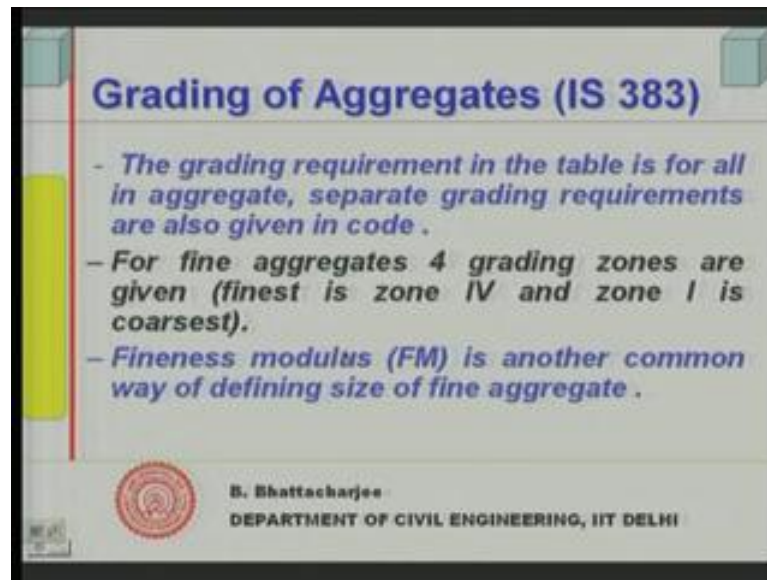 Grading of Aggregates (IS 383)
- The grading requirement in the table is for all
in aggregate, separate grading requirements
are also given in code .
– For fine aggregates 4 grading zones are
given (finest is zone IV and zone I is
coarsest).
– Fineness modulus (FM) is another common
way of defining size of fine aggregate .
B. Bhattacharjee
DEPARTMENT OF CIVIL ENGINEERING, IIT DELHI